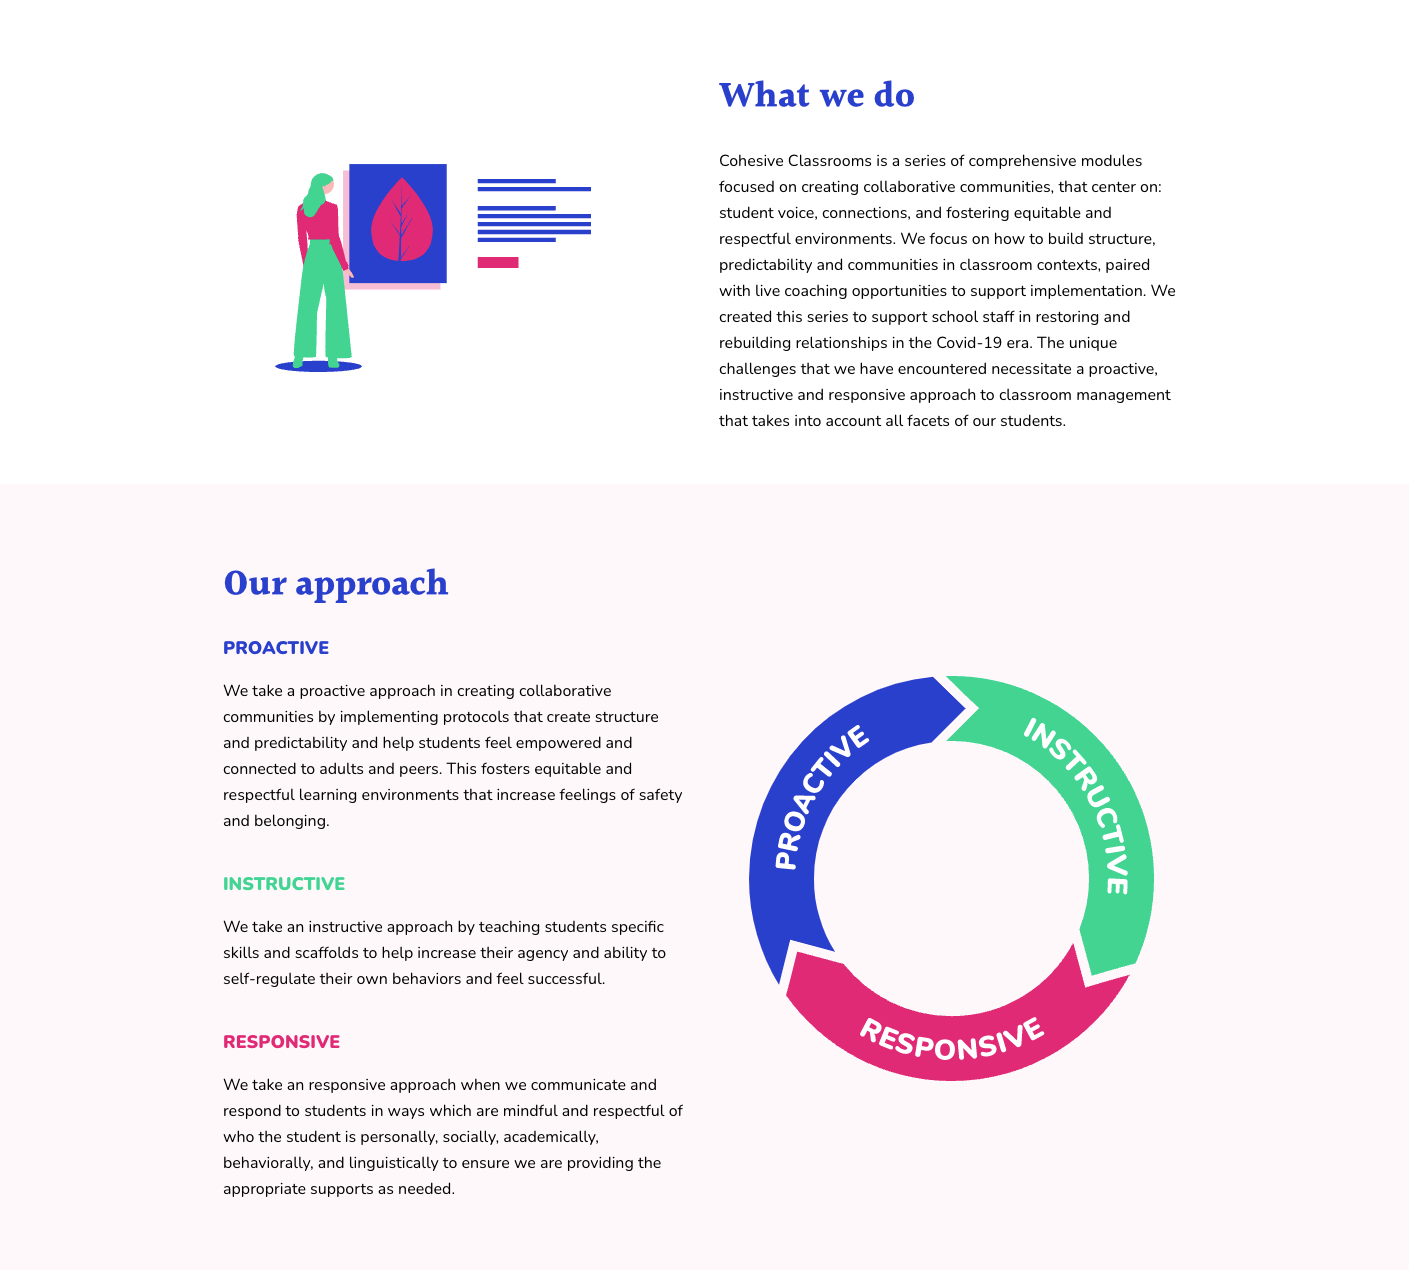 What we do
Cohesive Classrooms is a series of comprehensive modules
focused on creating collaborative communities, that center on:
student voice, connections, and fostering equitable and
respectful environments. We focus on how to build structure,
predictability and communities in classroom contexts, paired
with live coaching opportunities to support implementation. We
created this series to support school staff in restoring and
rebuilding relationships in the Covid-19 era. The unique
challenges that we have encountered necessitate a proactive,
instructive and responsive approach to classroom management
that takes into account all facets of our students.
Our approach
PROACTIVE
We take a proactive approach in creating collaborative
communities by implementing protocols that create structure
and predictability and help students feel empowered and
connected to adults and peers. This fosters equitable and
respectful learning environments that increase feelings of safety
and belonging.
INSTRUCTIVE
We take an instructive approach by teaching students specific
skills and scaffolds to help increase their agency and ability to
self-regulate their own behaviors and feel successful.
RESPONSIVE
We take an responsive approach when we communicate and
respond to students in ways which are mindful and respectful of
who the student is personally, socially, academically,
behaviorally, and linguistically to ensure we are providing the
appropriate supports as needed.
PROACTIVE
INSTRUCTIVE
RESPONSIVE